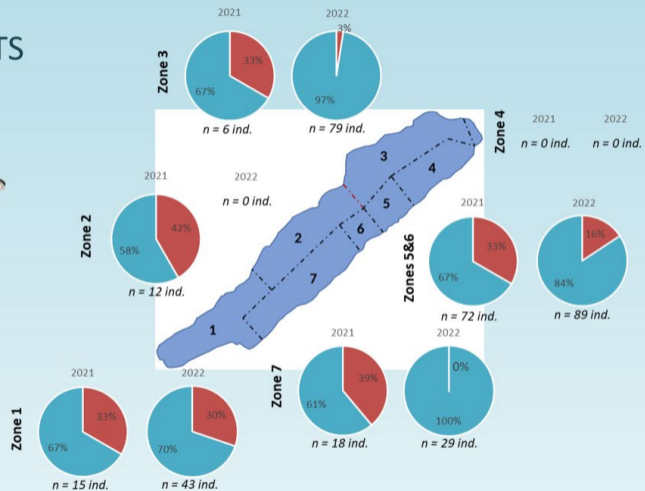 TS
Zone 3
2021
33%
67%
n = 6 ind.
2022
3%
97%
n = 79 ind.
Zone 4
2021
n = 0 ind.
2022
n = 0 ind.
Zone 2
2021
42%
58%
n = 12 ind.
2022
n = 0 ind.
3
4
5
6
2
7
1
Zones 5&6
2021
33%
67%
n = 72 ind.
2022
16%
84%
n = 89 ind.
Zone 7
2021
39%
61%
n = 18 ind.
2022
0%
100%
n = 29 ind.
Zone 1
2021
33%
67%
n = 15 ind.
2022
30%
70%
n = 43 ind.